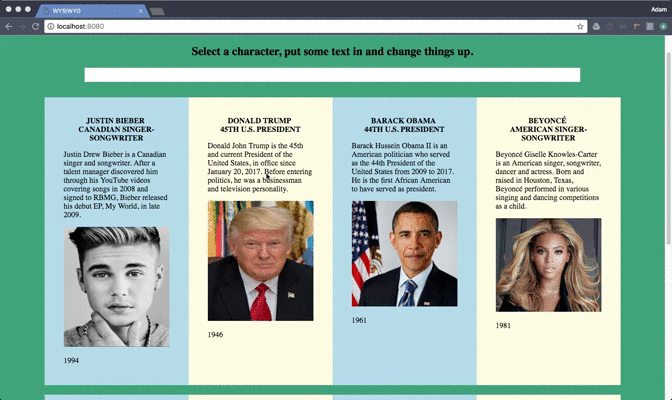 WYSIWYG
Adam
localhost:8080
Select a character, put some text in and change things up.
JUSTIN BIEBER
CANADIAN SINGER-
SONGWRITER
Justin Drew Bieber is a Canadian
singer and songwriter. After a
talent manager discovered him
through his YouTube videos
covering songs in 2008 and
signed to RBMG, Bieber released
his debut EP, My World, in late
2009.
1994
DONALD TRUMP
45TH U.S. PRESIDENT
Donald John Trump is the 45th
and current President of the
United States, in office since
January 20, 2017. Before entering
politics, he was a businessman
and television personality.
1946
BARACK OBAMA
44TH U.S. PRESIDENT
Barack Hussein Obama II is an
American politician who served
as the 44th President of the
United States from 2009 to 2017.
He is the first African American
to have served as president.
1961
BEYONCÉ
AMERICAN SINGER-
SONGWRITER
Beyoncé Giselle Knowles-Carter
is an American singer, songwriter,
dancer and actress. Born and
raised in Houston, Texas,
Beyoncé performed in various
singing and dancing competitions
as a child.
1981